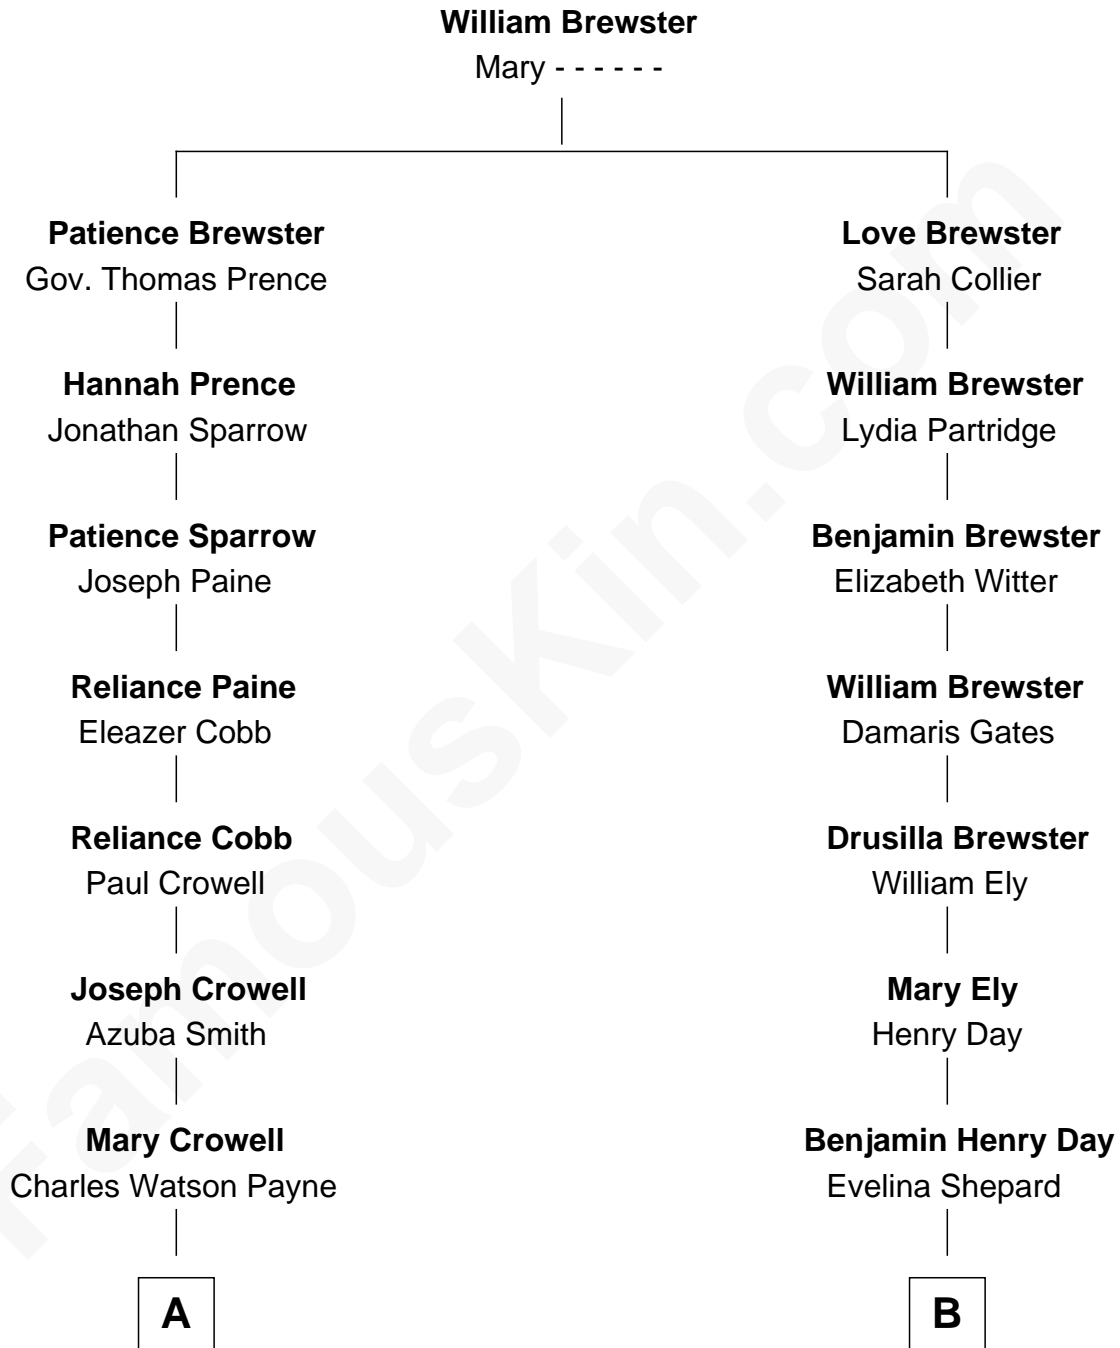 William Brewster
Mary - - - - - -
Patience Brewster
Gov. Thomas Prence
Love Brewster
Sarah Collier
Hannah Prence
Jonathan Sparrow
William Brewster
Lydia Partridge
Patience Sparrow
Joseph Paine
Benjamin Brewster
Elizabeth Witter
Reliance Paine
Eleazer Cobb
William Brewster
Damaris Gates
Reliance Cobb
Paul Crowell
Drusilla Brewster
William Ely
Joseph Crowell
Azuba Smith
Mary Ely
Henry Day
Mary Crowell
Charles Watson Payne
Benjamin Henry Day
Evelina Shepard
A
B
FamousKin.com